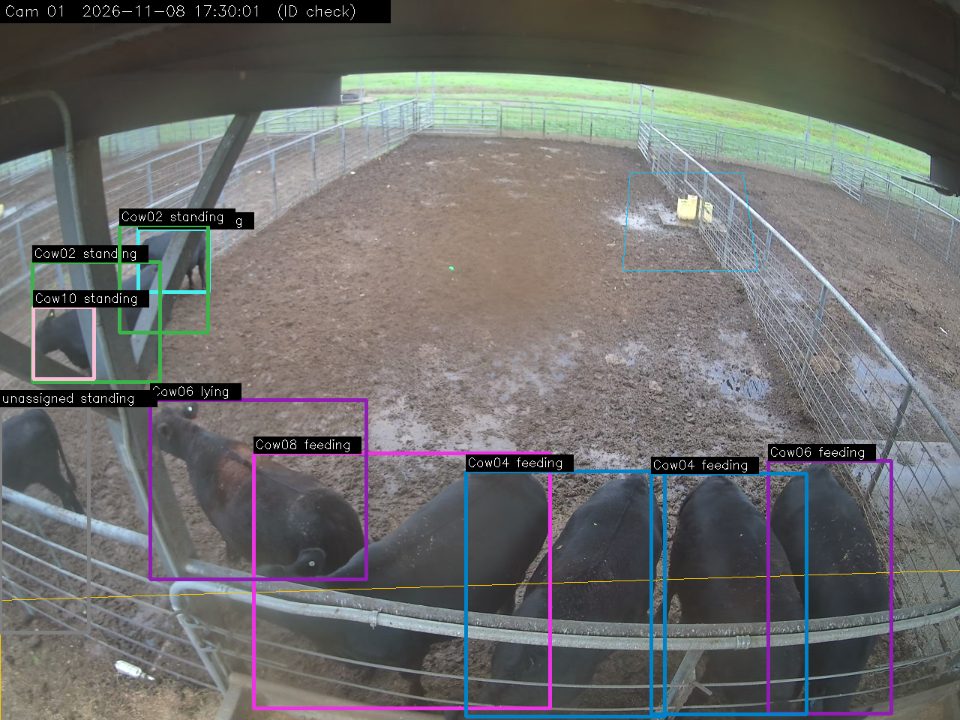 Cam 01 2026-11-08 17:30:01 (ID check)
Cow02 standing
g
Cow02 standing
Cow10 standing
unassigned standing
Cow06 lying
Cow08 feeding
Cow04 feeding
Cow04 feeding
Cow06 feeding